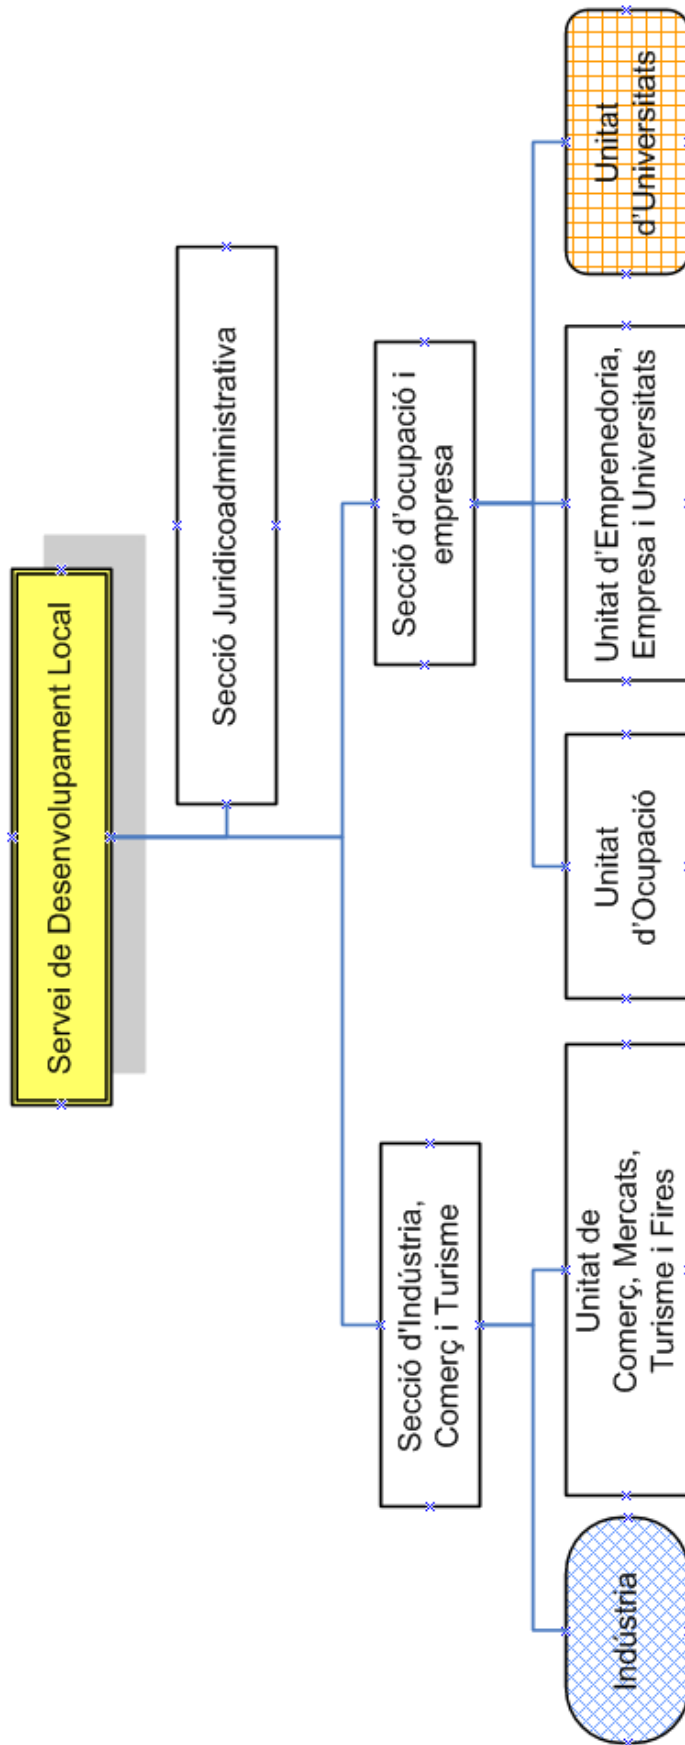 Servei de Desenvolupament Local
Secció Juridicoadministrativa
Secció d'Indústria,
Comerç i Turisme
Secció d'ocupació i
empresa
Indústria
Unitat de
Comerç, Mercats,
Turisme i Fires
Unitat
d'Ocupació
Unitat d'Emprenedoria,
Empresa i Universitats
Unitat
d'Universitats